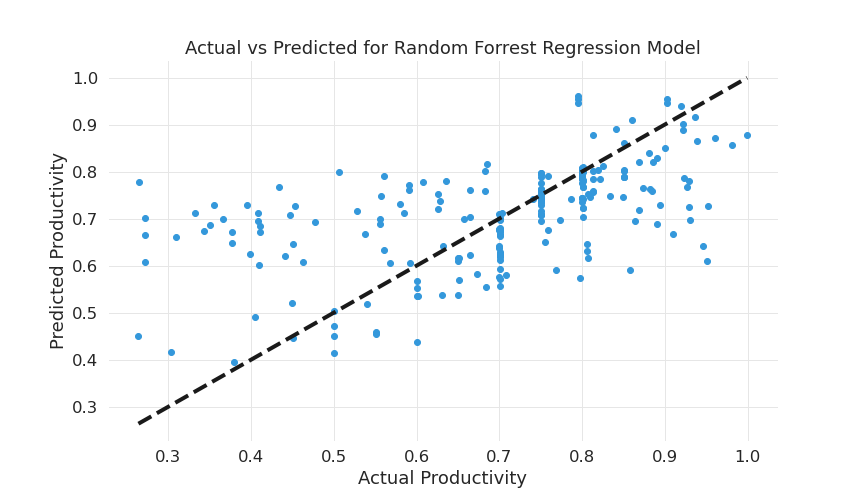 Actual vs Predicted for Random Forrest Regression Model
Predicted Productivity
1.0
0.9
0.8
0.7
0.6
0.5
0.4
0.3
0.3 0.4 0.5 0.6 0.7 0.8 0.9 1.0
Actual Productivity